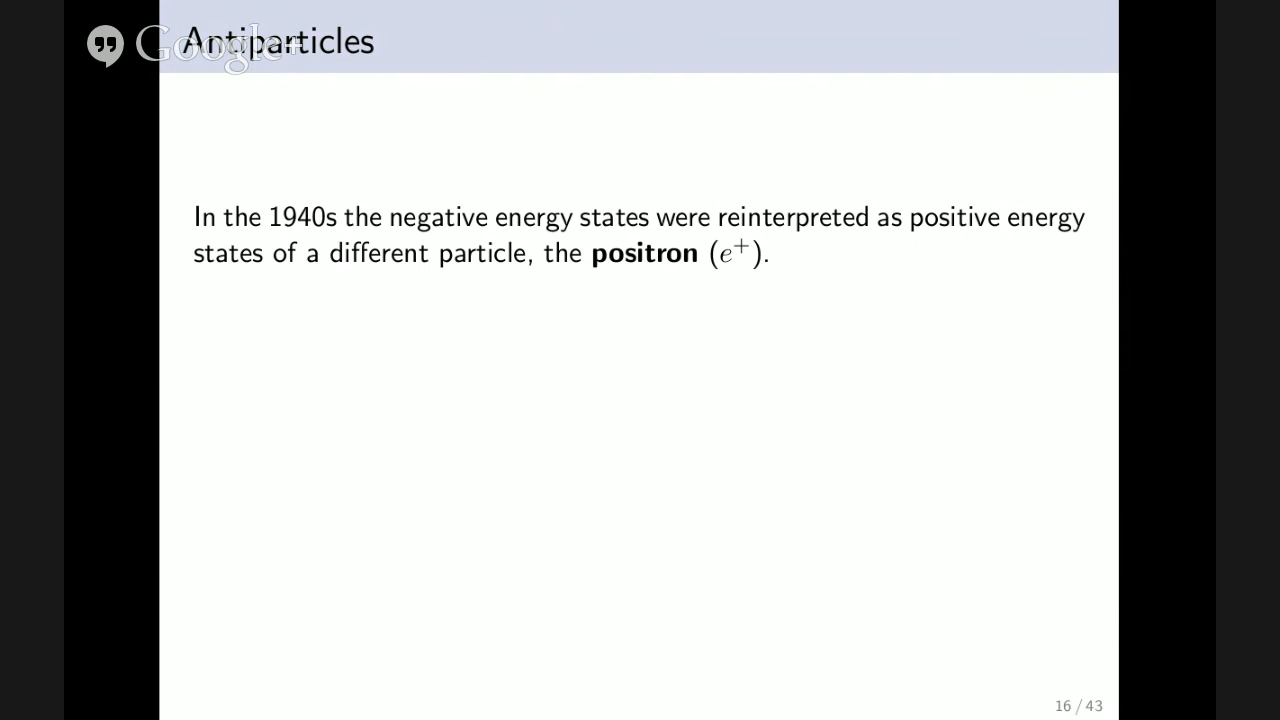 Google+
Antiparticles
In the 1940s the negative energy states were reinterpreted as positive energy
states of a different particle, the positron (e⁺).
16 / 43